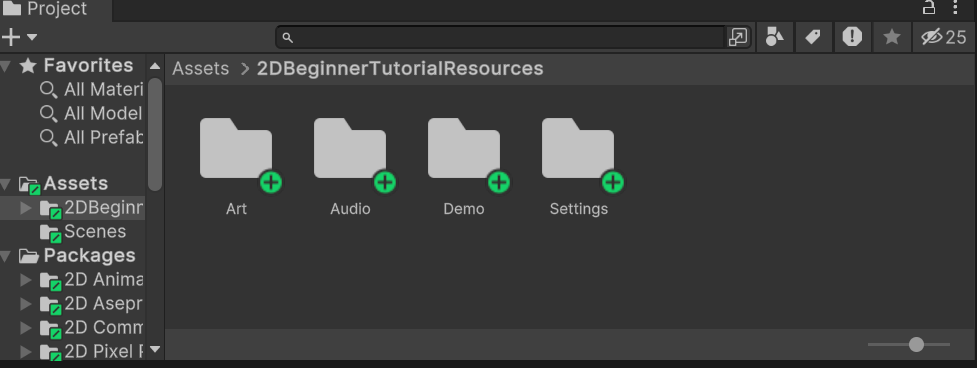 Project
25
Favorites
All Materi
All Model
All Prefab
Assets
2DBeginn
Scenes
Packages
2D Anima
2D Asepr
2D Comm
2D Pixel F
Assets > 2DBeginnerTutorialResources
Art
Audio
Demo
Settings